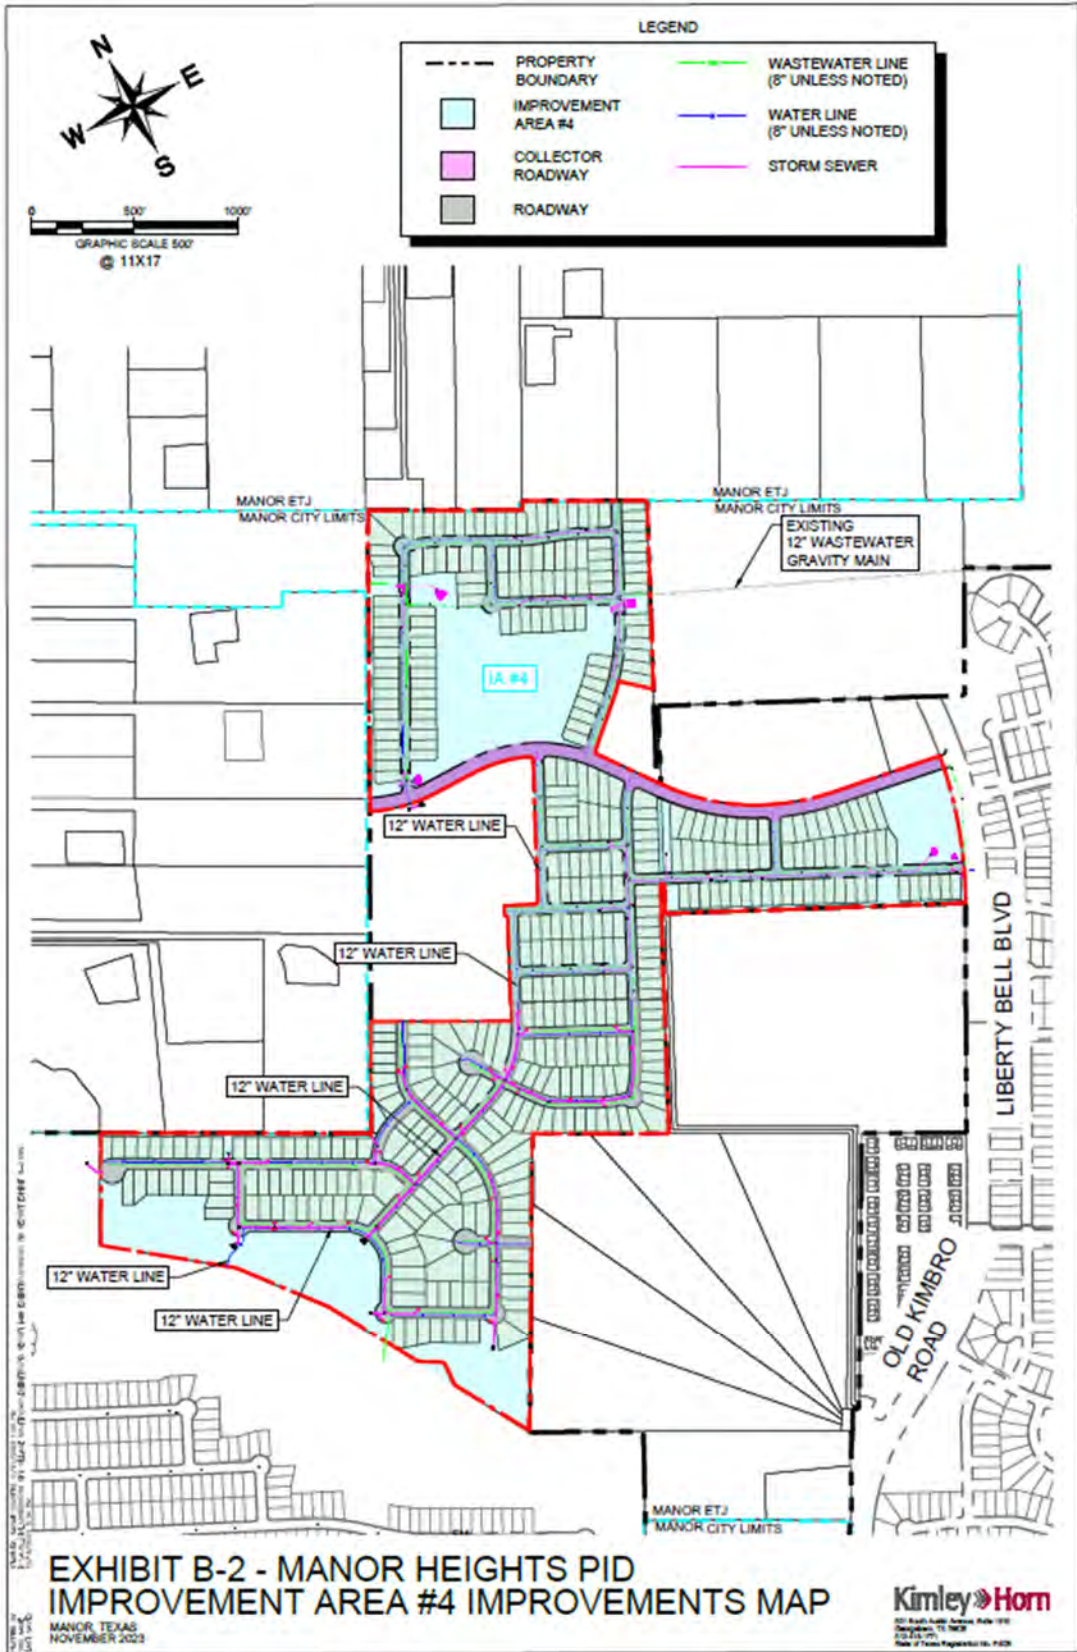 LEGEND
PROPERTY
BOUNDARY
IMPROVEMENT
AREA #4
COLLECTOR
ROADWAY
ROADWAY
WASTEWATER LINE
(8" UNLESS NOTED)
WATER LINE
(8" UNLESS NOTED)
STORM SEWER
N
E
W
S
0 500' 1000'
GRAPHIC SCALE 500'
@ 11X17
MANOR ETJ
MANOR CITY LIMITS
MANOR ETJ
MANOR CITY LIMITS
EXISTING
12" WASTEWATER
GRAVITY MAIN
IA #4
12" WATER LINE
12" WATER LINE
12" WATER LINE
12" WATER LINE
12" WATER LINE
LIBERTY BELL BLVD
OLD KIMBRO
ROAD
MANOR ETJ
MANOR CITY LIMITS
EXHIBIT B-2 - MANOR HEIGHTS PID
IMPROVEMENT AREA #4 IMPROVEMENTS MAP
MANOR, TEXAS
NOVEMBER 2023
Kimley»Horn